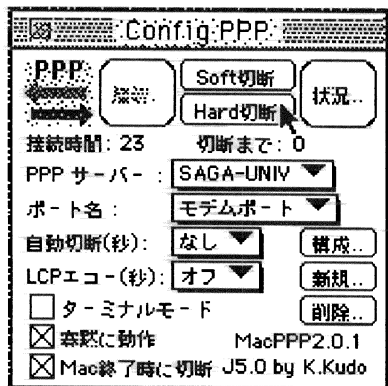 Config PPP
PPP
Soft切断
Hard切断
状況..
接続時間: 23 切断まで: 0
PPP サーバー : SAGA-UNIV
ポート名 : モデムポート
自動切断(秒): なし 構成..
LCPエコー(秒): オフ 新規..
ターミナルモード 削除..
寡黙に動作 MacPPP2.0.1
Mac終了時に切断 J5.0 by K.Kudo